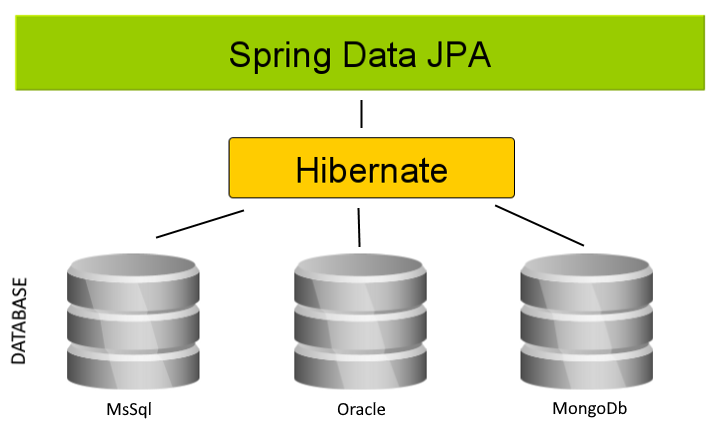 Spring Data JPA
Hibernate
DATABASE
MsSql
Oracle
MongoDb